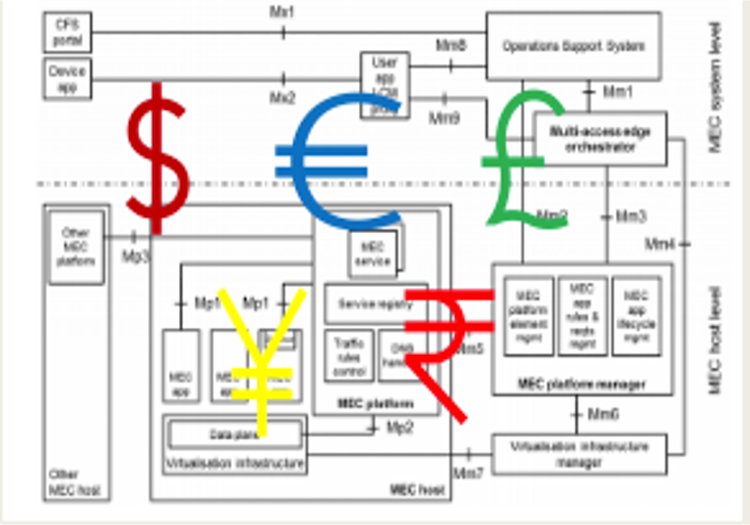 CFS
portal
Mx1
Operations Support System
MEC system level
Device
app
Mx2
User
app
LCM
Mm8
Mm9
Mm1
Multi-access edge
orchestrator
$
€
£
Mm2
Mm3
Mm4
Other
MEC
platform
Mp3
MEC
service
Mp1
Mp1
Service registry
Traffic
rules
control
MEC
app
MEC
MEC platform
¥
₹
Mm5
MEC
platform
element
mgmt
MEC
app
rules &
reqts
mgmt
MEC
app
lifecycle
mgmt
MEC platform manager
MEC host level
Data plane
Mp2
Mm6
Virtualisation infrastructure
Virtualisation infrastructure
manager
Mm7
Other
MEC host
MEC host